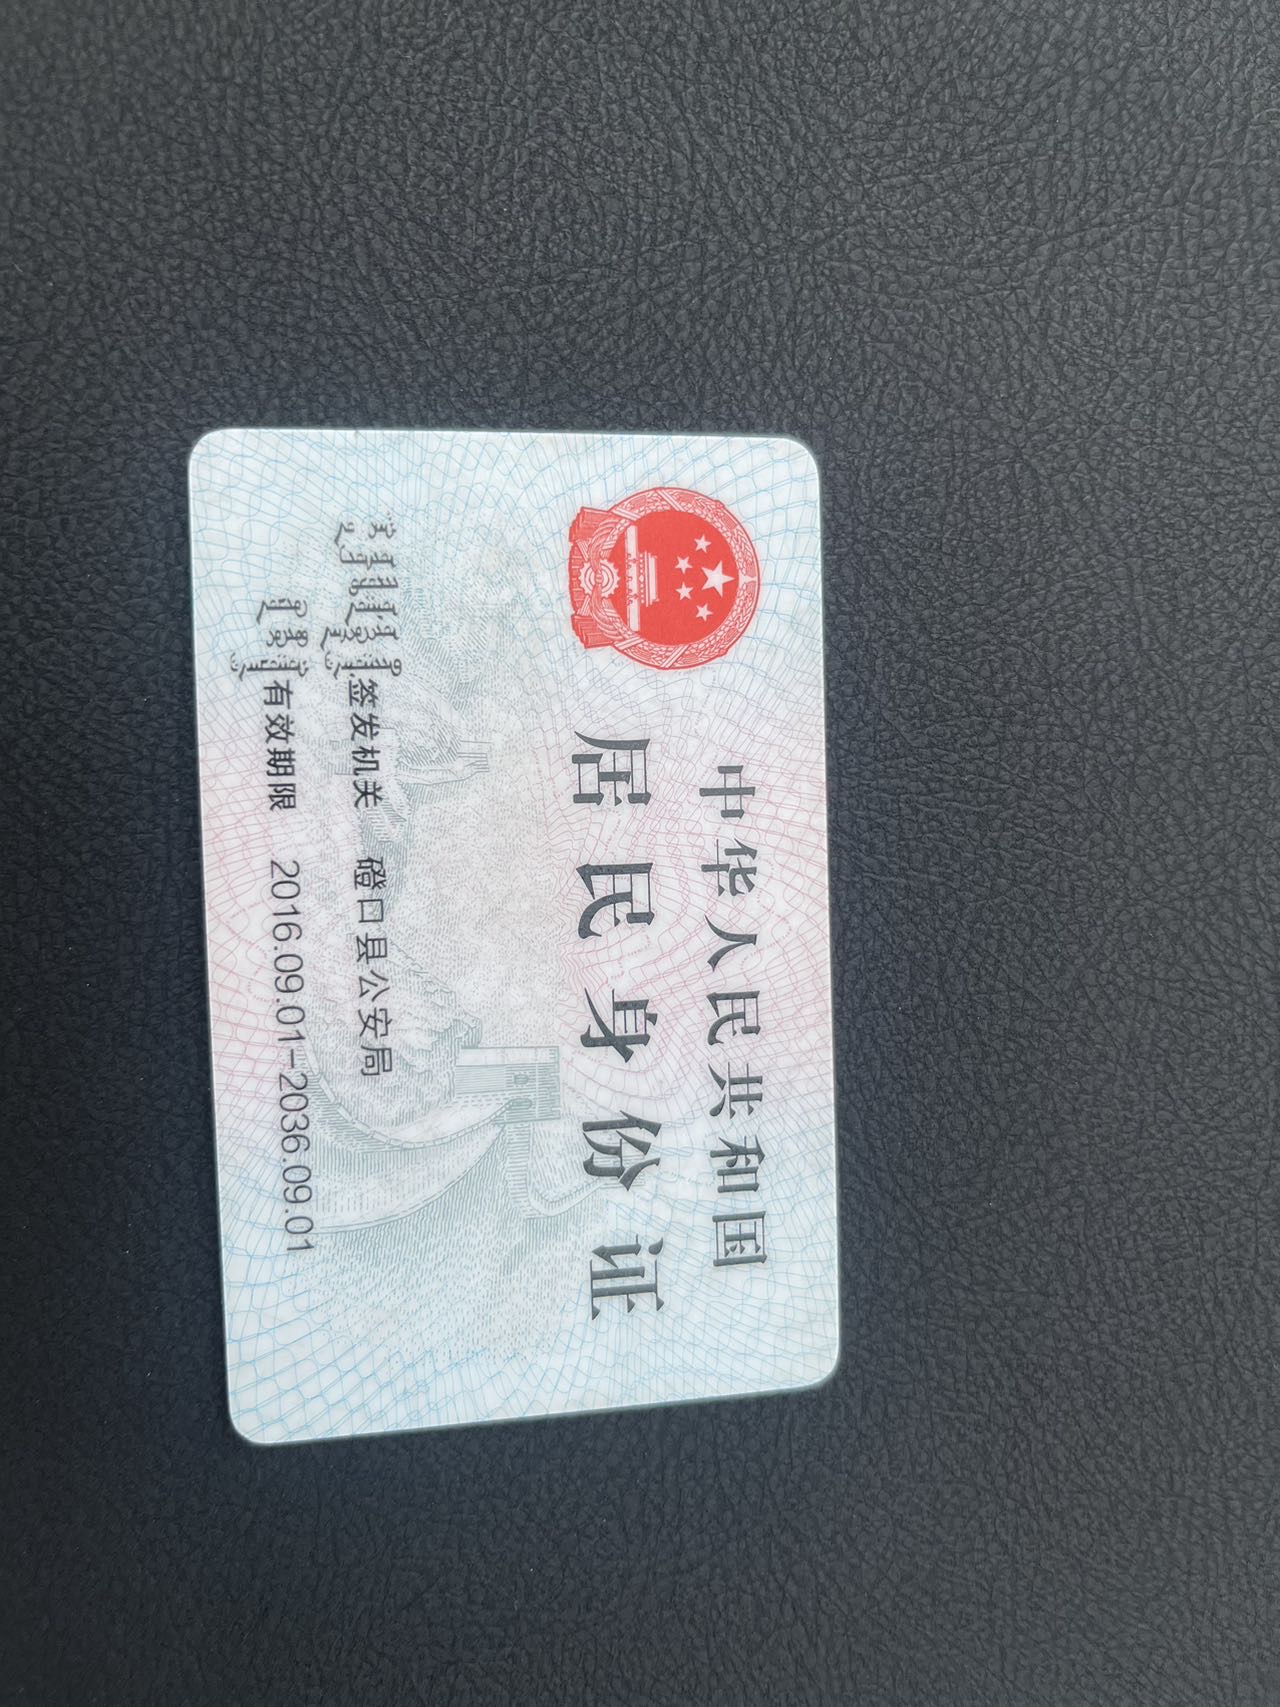 中华人民共和国
居民身份证
签发机关 磴口县公安局
有效期限 2016.09.01-2036.09.01